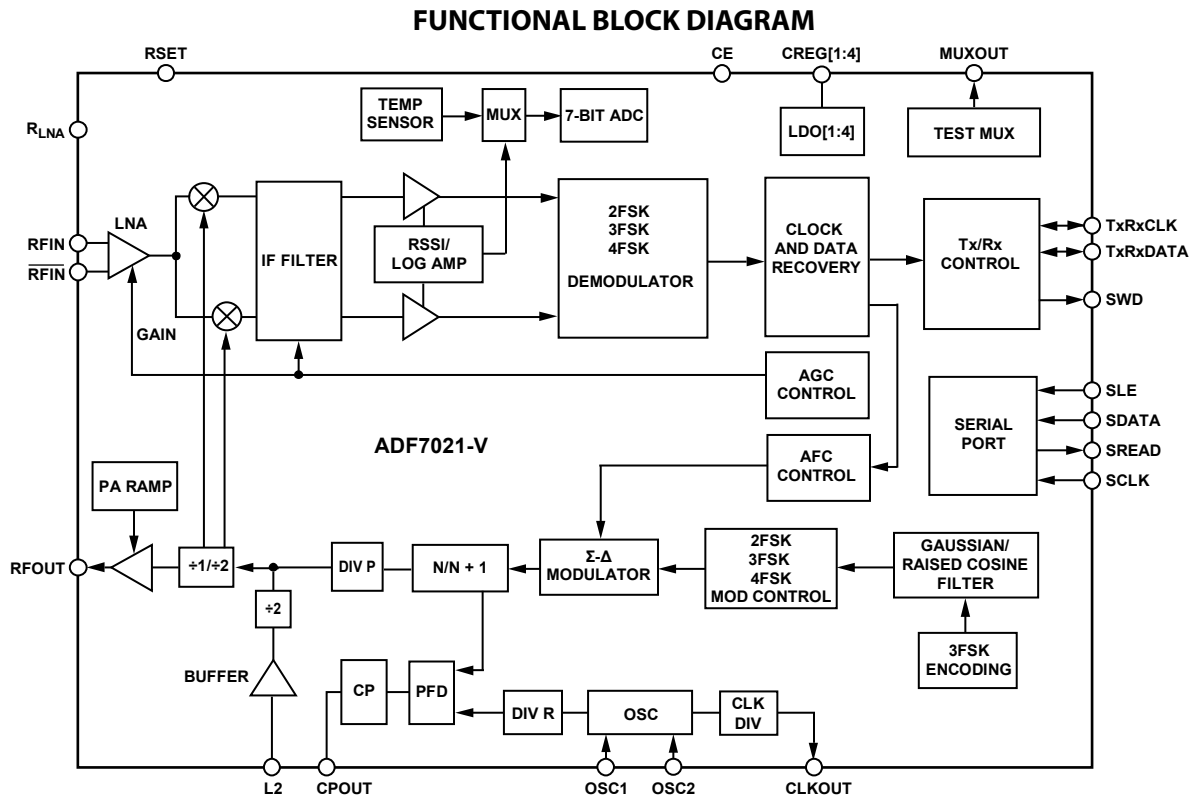 FUNCTIONAL BLOCK DIAGRAM
RSET
CE
CREG[1:4]
MUXOUT
RLNA
TEMP
SENSOR
MUX
7-BIT ADC
LDO[1:4]
TEST MUX
LNA
RFIN
RFIN
GAIN
IF FILTER
RSSI/
LOG AMP
2FSK
3FSK
4FSK
DEMODULATOR
CLOCK
AND DATA
RECOVERY
Tx/Rx
CONTROL
TxRxCLK
TxRxDATA
SWD
AGC
CONTROL
SERIAL
PORT
SLE
SDATA
SREAD
SCLK
ADF7021-V
AFC
CONTROL
PA RAMP
RFOUT
÷1/÷2
DIV P
N/N + 1
Σ-Δ
MODULATOR
2FSK
3FSK
4FSK
MOD CONTROL
GAUSSIAN/
RAISED COSINE
FILTER
÷2
3FSK
ENCODING
BUFFER
CP
PFD
DIV R
OSC
CLK
DIV
L2
CPOUT
OSC1
OSC2
CLKOUT